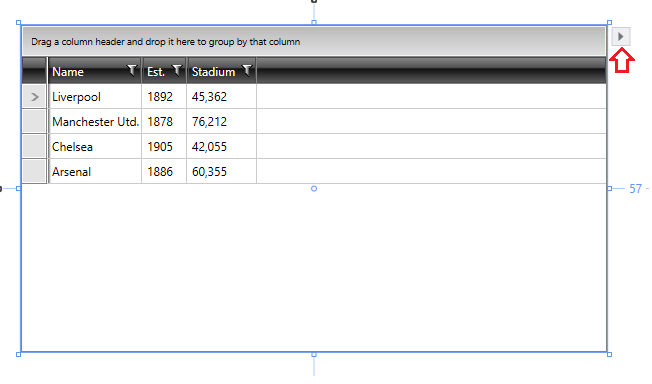 Drag a column header and drop it here to group by that column
Name Est. Stadium
Liverpool 1892 45,362
Manchester Utd. 1878 76,212
Chelsea 1905 42,055
Arsenal 1886 60,355
57